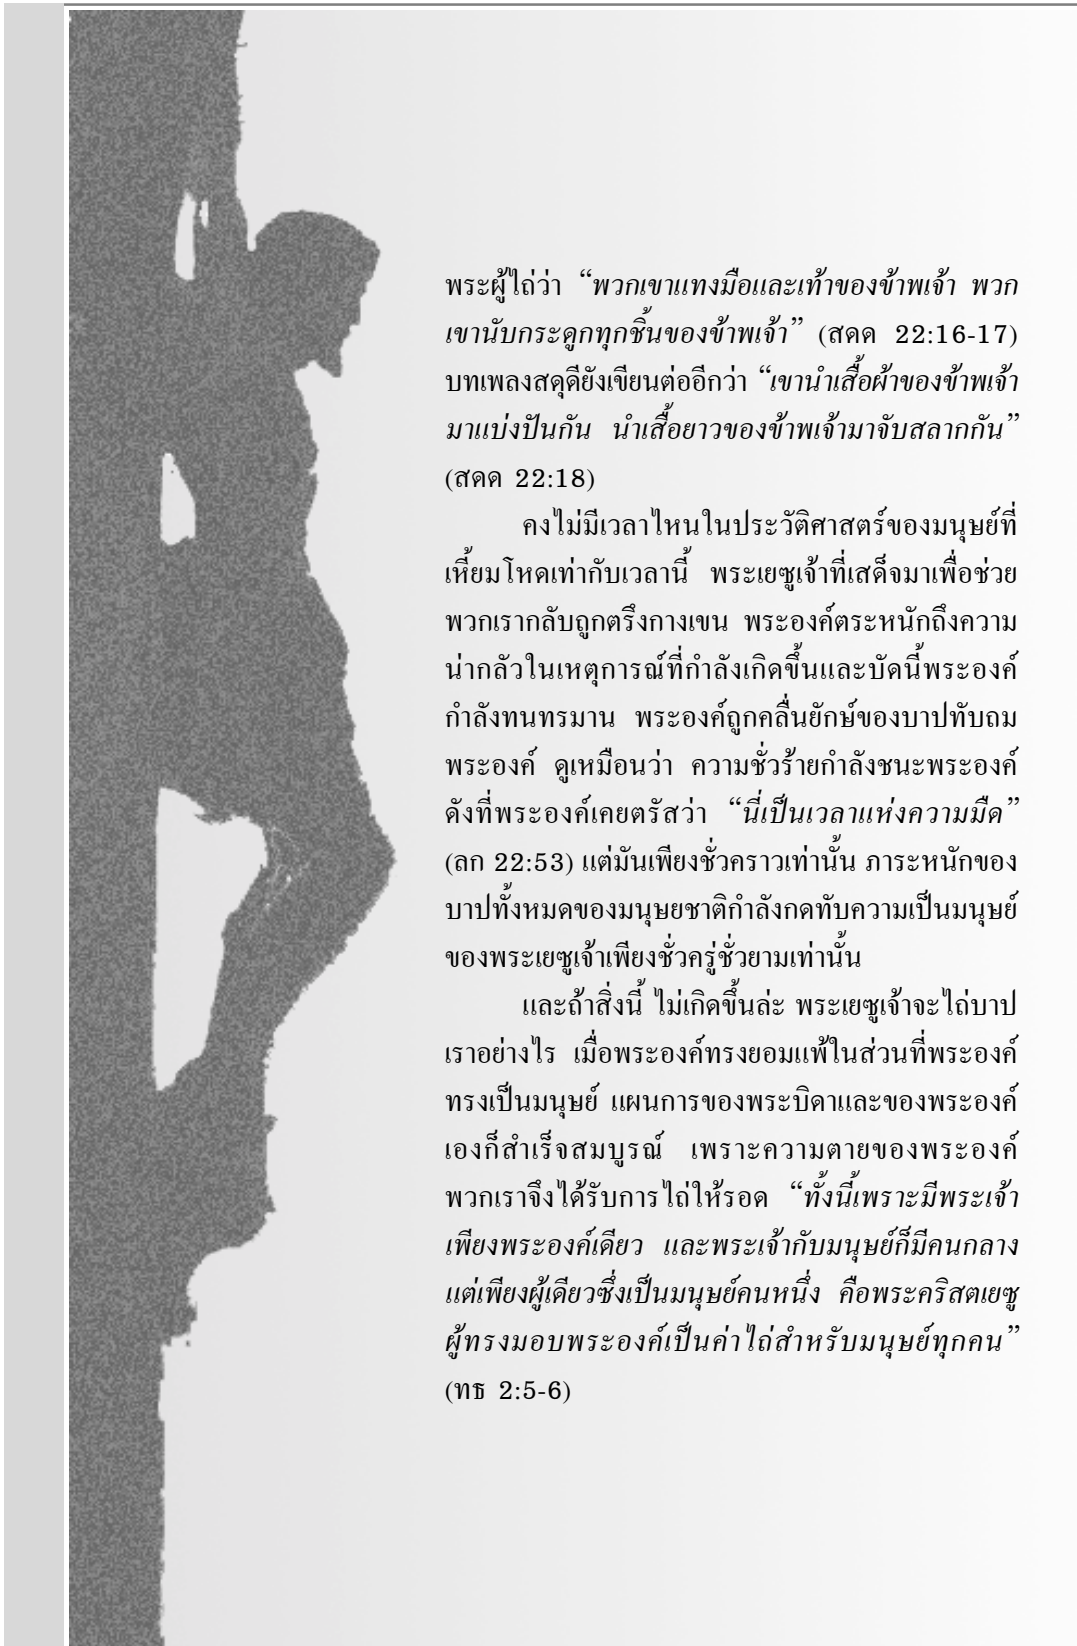 พระผู้ไถ่ว่า “พวกเขาแทงมือและเท้าของข้าพเจ้า พวก
เขานับกระดูกทุกชิ้นของข้าพเจ้า” (สดด 22:16-17)
บทเพลงสดุดียังเขียนต่ออีกว่า “เขานำเสื้อผ้าของข้าพเจ้า
มาแบ่งปันกัน นำเสื้อยาวของข้าพเจ้ามาจับสลากกัน”
(สดด 22:18)
คงไม่มีเวลาไหนในประวัติศาสตร์ของมนุษย์ที่
เหี้ยมโหดเท่ากับเวลานี้ พระเยซูเจ้าที่เสด็จมาเพื่อช่วย
พวกเรากลับถูกตรึงกางเขน พระองค์ตระหนักถึงความ
น่ากลัวในเหตุการณ์ที่กำลังเกิดขึ้นและบัดนี้พระองค์
กำลังทนทรมาน พระองค์ถูกคลื่นยักษ์ของบาปทับถม
พระองค์ ดูเหมือนว่า ความชั่วร้ายกำลังชนะพระองค์
ดังที่พระองค์เคยตรัสว่า “นี่เป็นเวลาแห่งความมืด”
(ลก 22:53) แต่มันเพียงชั่วคราวเท่านั้น ภาระหนักของ
บาปทั้งหมดของมนุษยชาติกำลังกดทับความเป็นมนุษย์
ของพระเยซูเจ้าเพียงชั่วครู่ชั่วยามเท่านั้น
และถ้าสิ่งนี้ ไม่เกิดขึ้นล่ะ พระเยซูเจ้าจะไถ่บาป
เราอย่างไร เมื่อพระองค์ทรงยอมแพ้ในส่วนที่พระองค์
ทรงเป็นมนุษย์ แผนการของพระบิดาและของพระองค์
เองก็สำเร็จสมบูรณ์ เพราะความตายของพระองค์
พวกเราจึงได้รับการไถ่ให้รอด “ทั้งนี้เพราะมีพระเจ้า
เพียงพระองค์เดียว และพระเจ้ากับมนุษย์ก็มีคนกลาง
แต่เพียงผู้เดียวซึ่งเป็นมนุษย์คนหนึ่ง คือพระคริสตเยซู
ผู้ทรงมอบพระองค์เป็นค่าไถ่สำหรับมนุษย์ทุกคน”
(ทธ 2:5-6)